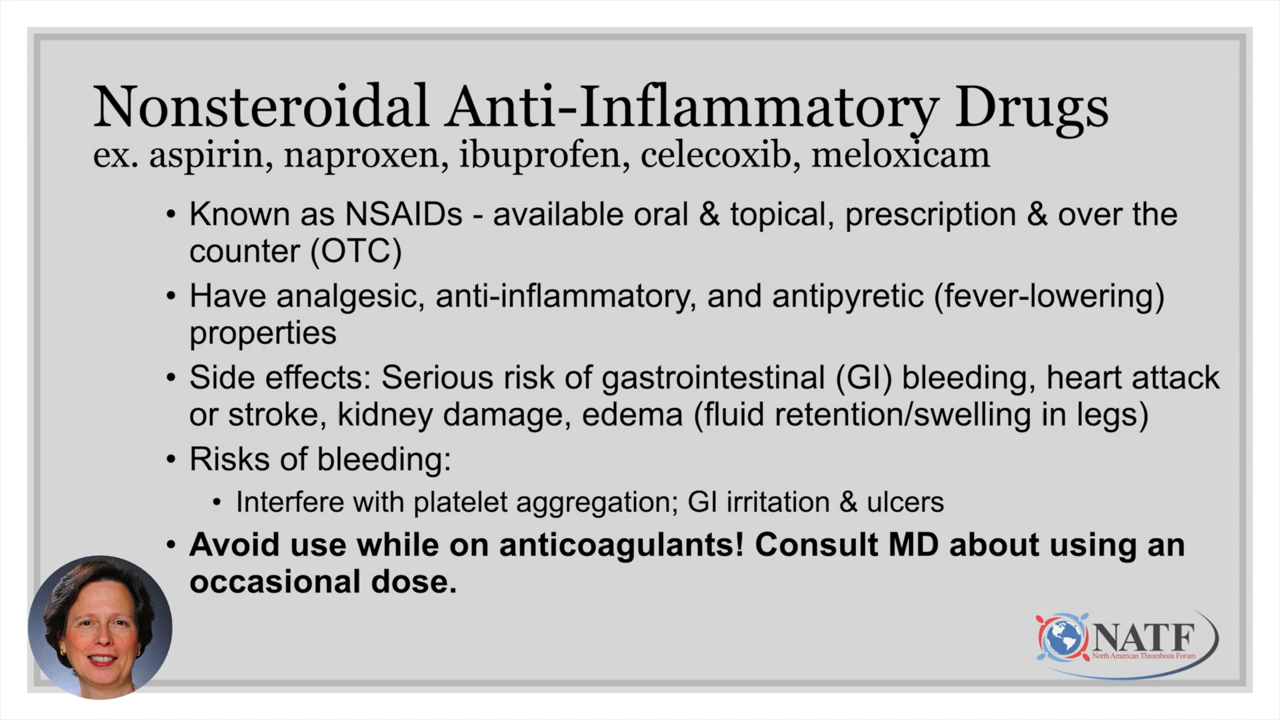 Nonsteroidal Anti-Inflammatory Drugs
ex. aspirin, naproxen, ibuprofen, celecoxib, meloxicam
• Known as NSAIDs - available oral & topical, prescription & over the
counter (OTC)
• Have analgesic, anti-inflammatory, and antipyretic (fever-lowering)
properties
• Side effects: Serious risk of gastrointestinal (GI) bleeding, heart attack
or stroke, kidney damage, edema (fluid retention/swelling in legs)
• Risks of bleeding:
• Interfere with platelet aggregation; GI irritation & ulcers
• Avoid use while on anticoagulants! Consult MD about using an
occasional dose.
NATF
North American Thrombosis Forum